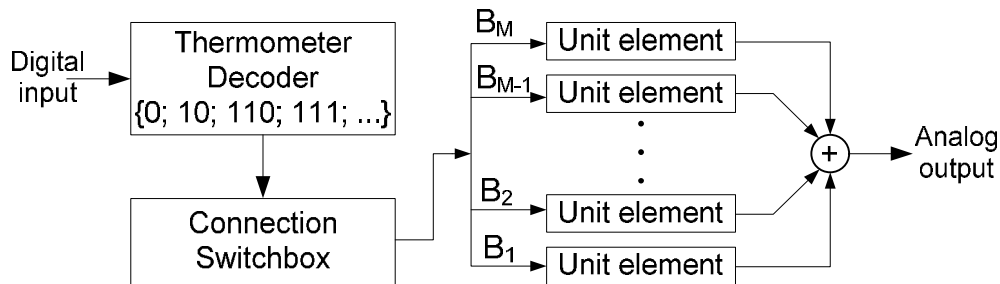 Digital
input
Thermometer
Decoder
{0; 10; 110; 111; ...}
Connection
Switchbox
B_M
Unit element
B_{M-1}
Unit element
B_2
Unit element
B_1
Unit element
+
Analog
output